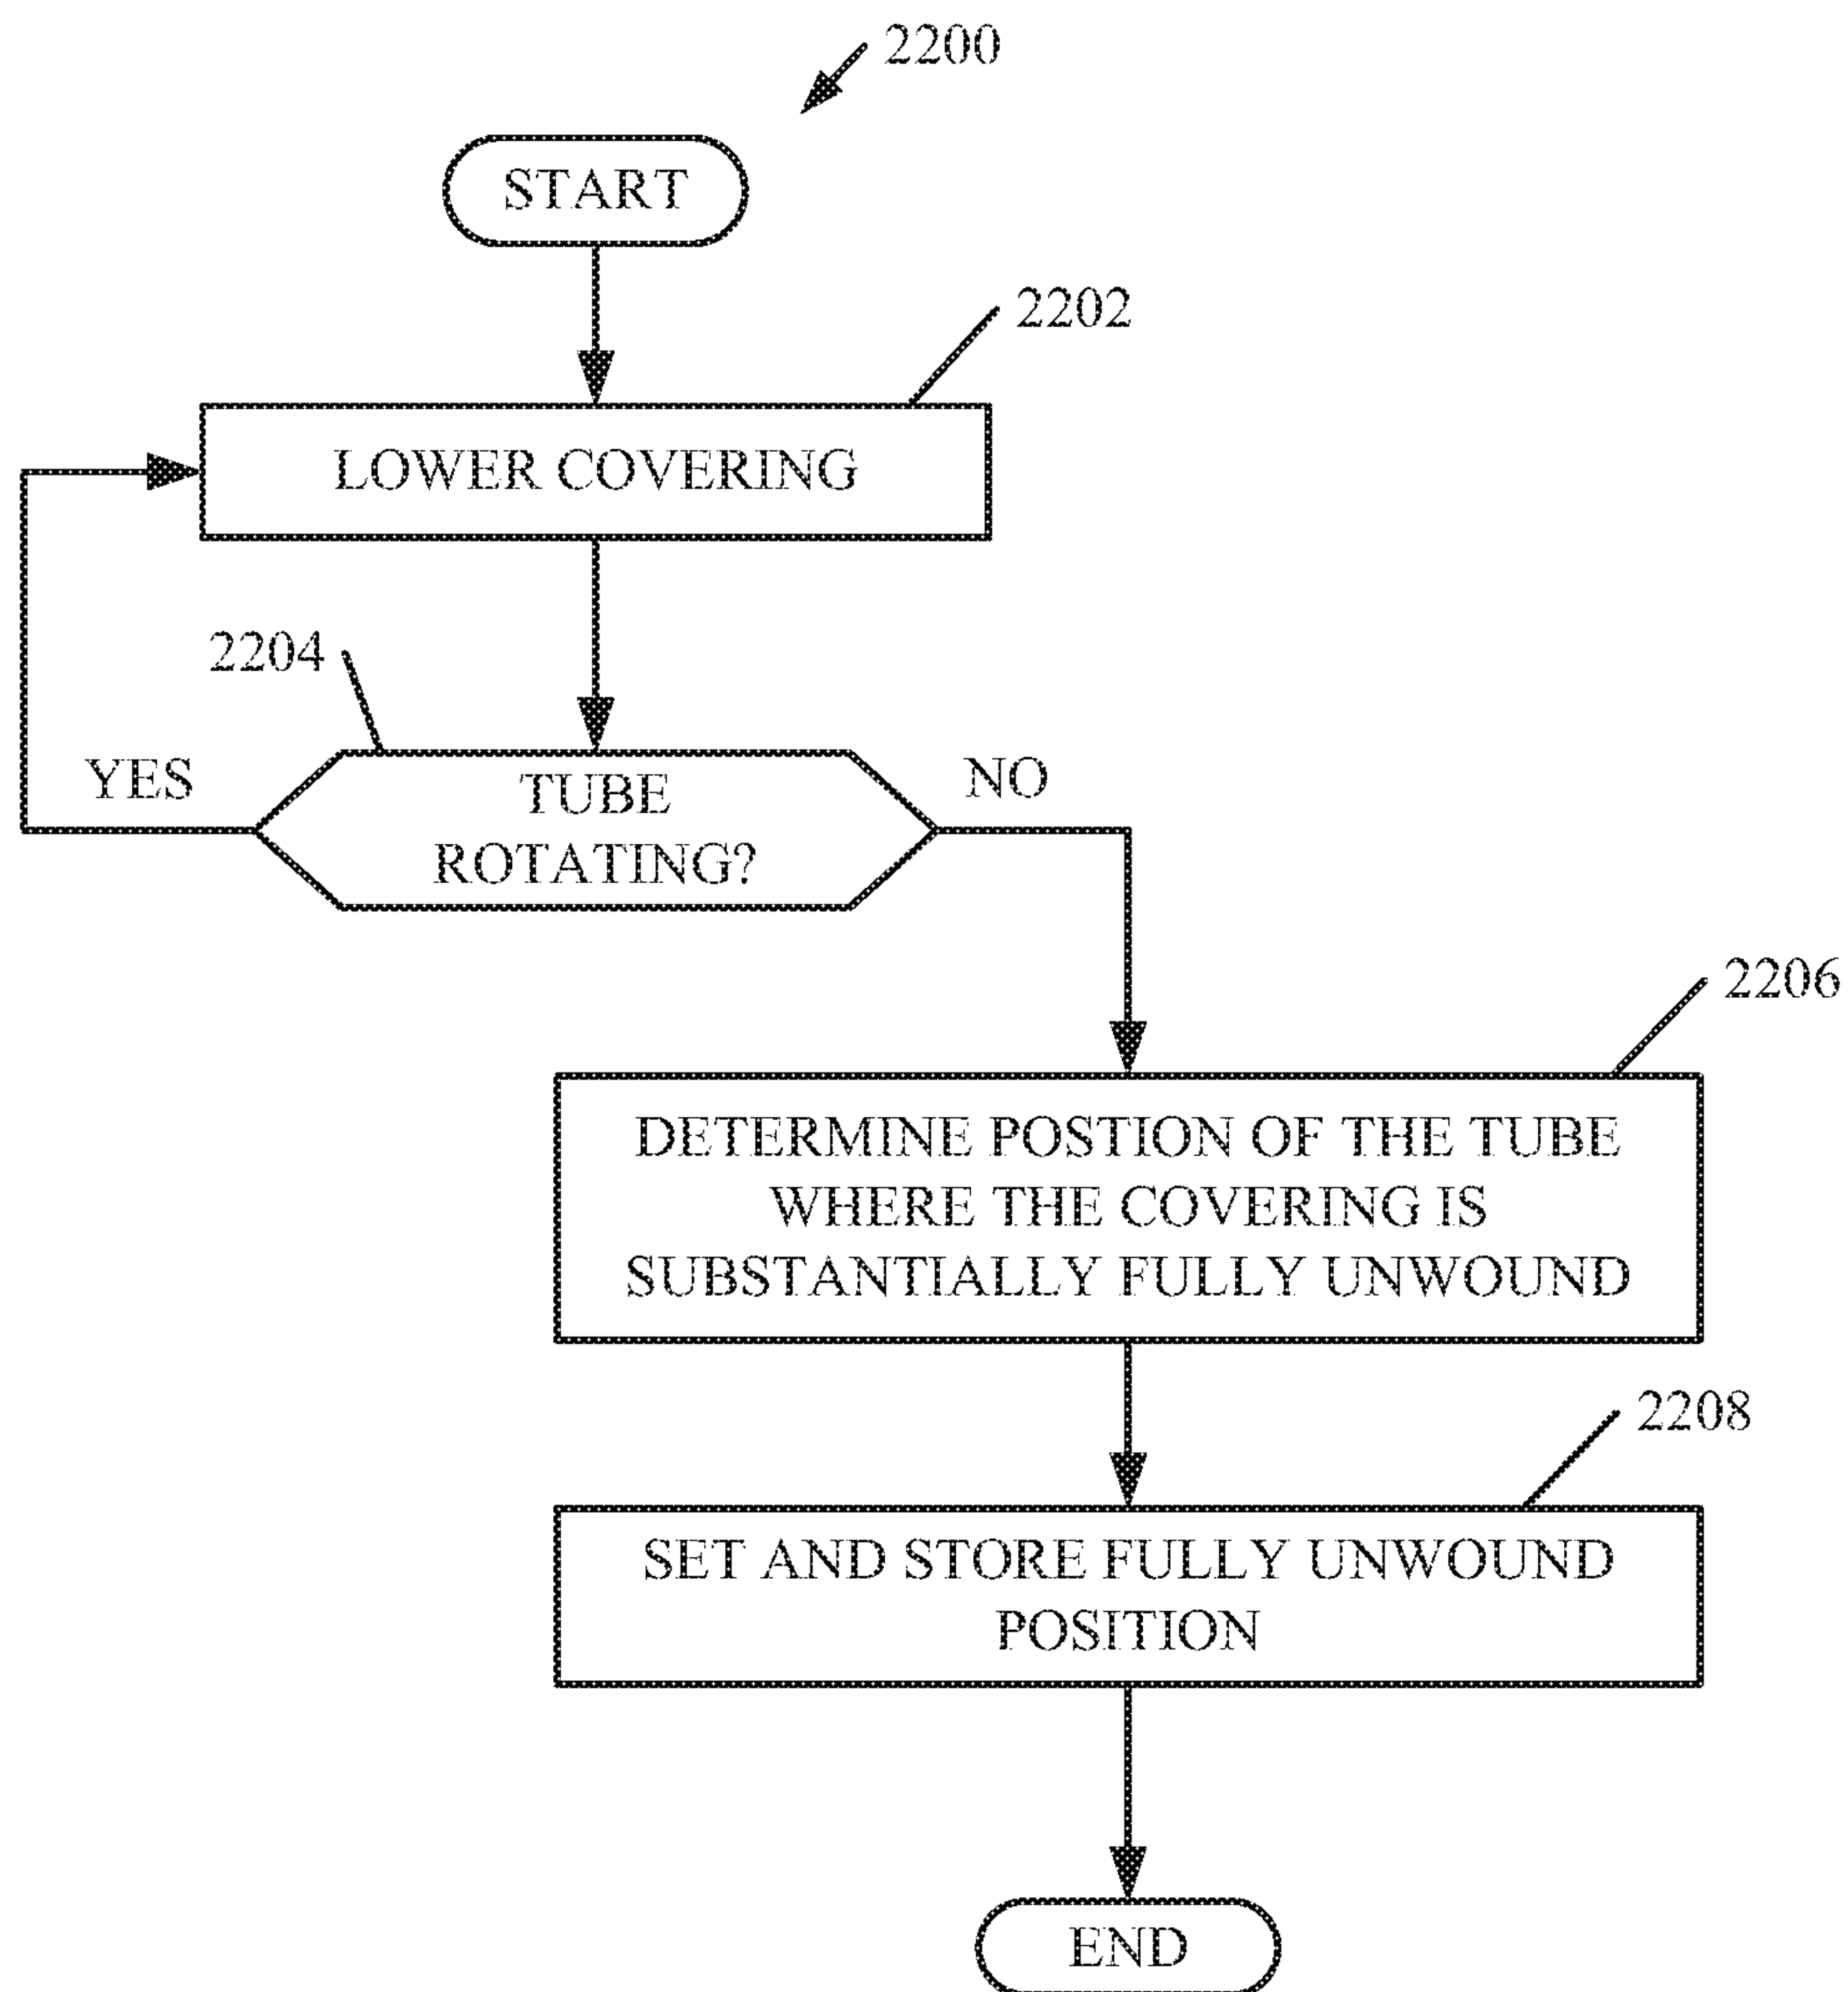 2200
START
2202
LOWER COVERING
2204
YES
TUBE
ROTATING?
NO
2206
DETERMINE POSTION OF THE TUBE
WHERE THE COVERING IS
SUBSTANTIALLY FULLY UNWOUND
2208
SET AND STORE FULLY UNWOUND
POSITION
END